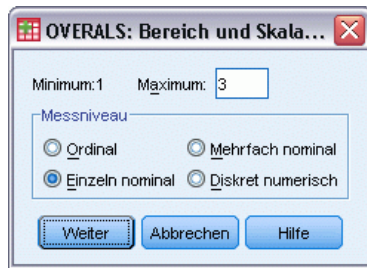 OVERALS: Bereich und Skala...
Minimum:1 Maximum: 3
Messniveau
Ordinal Mehrfach nominal
Einzeln nominal Diskret numerisch
Weiter Abbrechen Hilfe